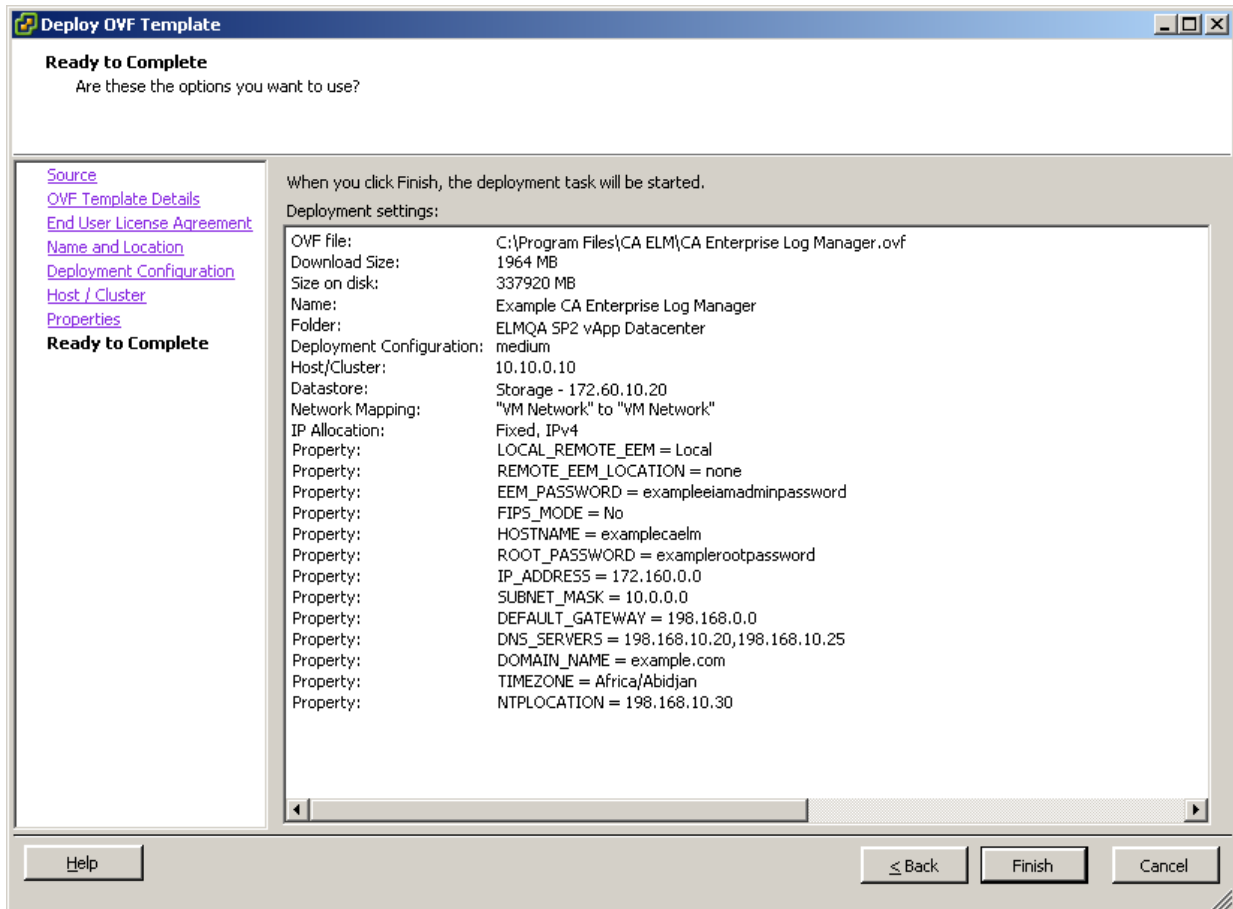 Deploy OVF Template
Ready to Complete
Are these the options you want to use?
Source
OVF Template Details
End User License Agreement
Name and Location
Deployment Configuration
Host / Cluster
Properties
Ready to Complete
When you click Finish, the deployment task will be started.
Deployment settings:
OVF file: C:\Program Files\CA ELM\CA Enterprise Log Manager.ovf
Download Size: 1964 MB
Size on disk: 337920 MB
Name: Example CA Enterprise Log Manager
Folder: ELMQA SP2 vApp Datacenter
Deployment Configuration: medium
Host/Cluster: 10.10.0.10
Datastore: Storage - 172.60.10.20
Network Mapping: "VM Network" to "VM Network"
IP Allocation: Fixed, IPv4
Property: LOCAL_REMOTE_EEM = Local
Property: REMOTE_EEM_LOCATION = none
Property: EEM_PASSWORD = exampleeiamadminpassword
Property: FIPS_MODE = No
Property: HOSTNAME = examplecaelm
Property: ROOT_PASSWORD = examplerootpassword
Property: IP_ADDRESS = 172.160.0.0
Property: SUBNET_MASK = 10.0.0.0
Property: DEFAULT_GATEWAY = 198.168.0.0
Property: DNS_SERVERS = 198.168.10.20,198.168.10.25
Property: DOMAIN_NAME = example.com
Property: TIMEZONE = Africa/Abidjan
Property: NTPLOCATION = 198.168.10.30
Help
< Back
Finish
Cancel